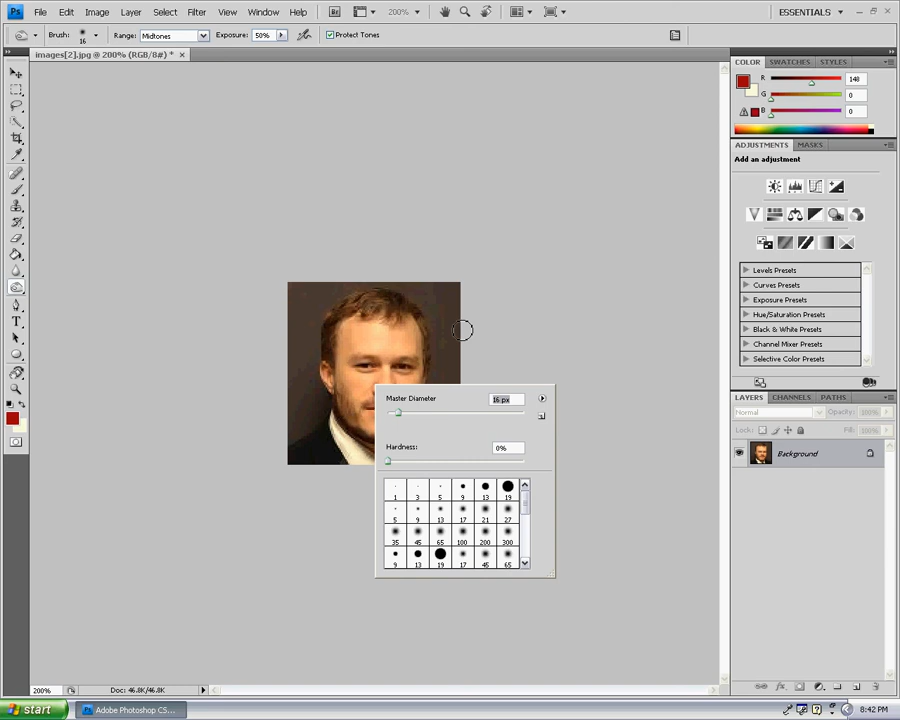 Ps File Edit Image Layer Select Filter View Window Help Br 200% ESSENTIALS
Brush: 16 Range: Midtones Exposure: 50% Protect Tones
images[2].jpg @ 200% (RGB/8#) * ×
COLOR SWATCHES STYLES
R 148
G 0
B 0
ADJUSTMENTS MASKS
Add an adjustment
Levels Presets
Curves Presets
Exposure Presets
Hue/Saturation Presets
Black & White Presets
Channel Mixer Presets
Selective Color Presets
Master Diameter 16 px
Hardness: 0%
1 3 5 9 13 19
5 9 13 17 21 27
35 45 65 100 200 300
9 13 19 17 45 65
LAYERS CHANNELS PATHS
Normal Opacity: 100%
Lock: Fill: 100%
Background
200% Doc: 46.8K/46.8K
start Ps Adobe Photoshop CS... 8:42 PM